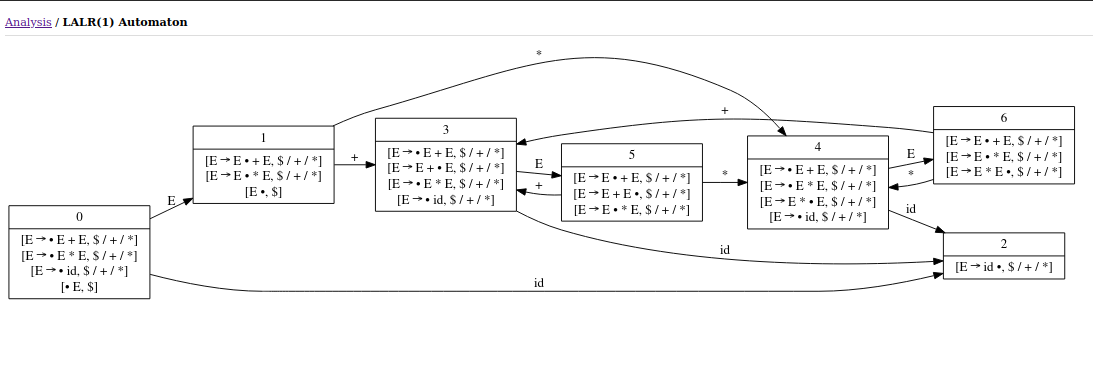 Analysis / LALR(1) Automaton
0
[E → • E + E, $ / + / *]
[E → • E * E, $ / + / *]
[E → • id, $ / + / *]
[• E, $]
E
1
[E → E • + E, $ / + / *]
[E → E • * E, $ / + / *]
[E •, $]
*
+
3
[E → • E + E, $ / + / *]
[E → E + • E, $ / + / *]
[E → • E * E, $ / + / *]
[E → • id, $ / + / *]
E
+
5
[E → E • + E, $ / + / *]
[E → E + E •, $ / + / *]
[E → E • * E, $ / + / *]
*
+
4
[E → • E + E, $ / + / *]
[E → • E * E, $ / + / *]
[E → E * • E, $ / + / *]
[E → • id, $ / + / *]
E
*
6
[E → E • + E, $ / + / *]
[E → E • * E, $ / + / *]
[E → E * E •, $ / + / *]
id
id
id
2
[E → id •, $ / + / *]